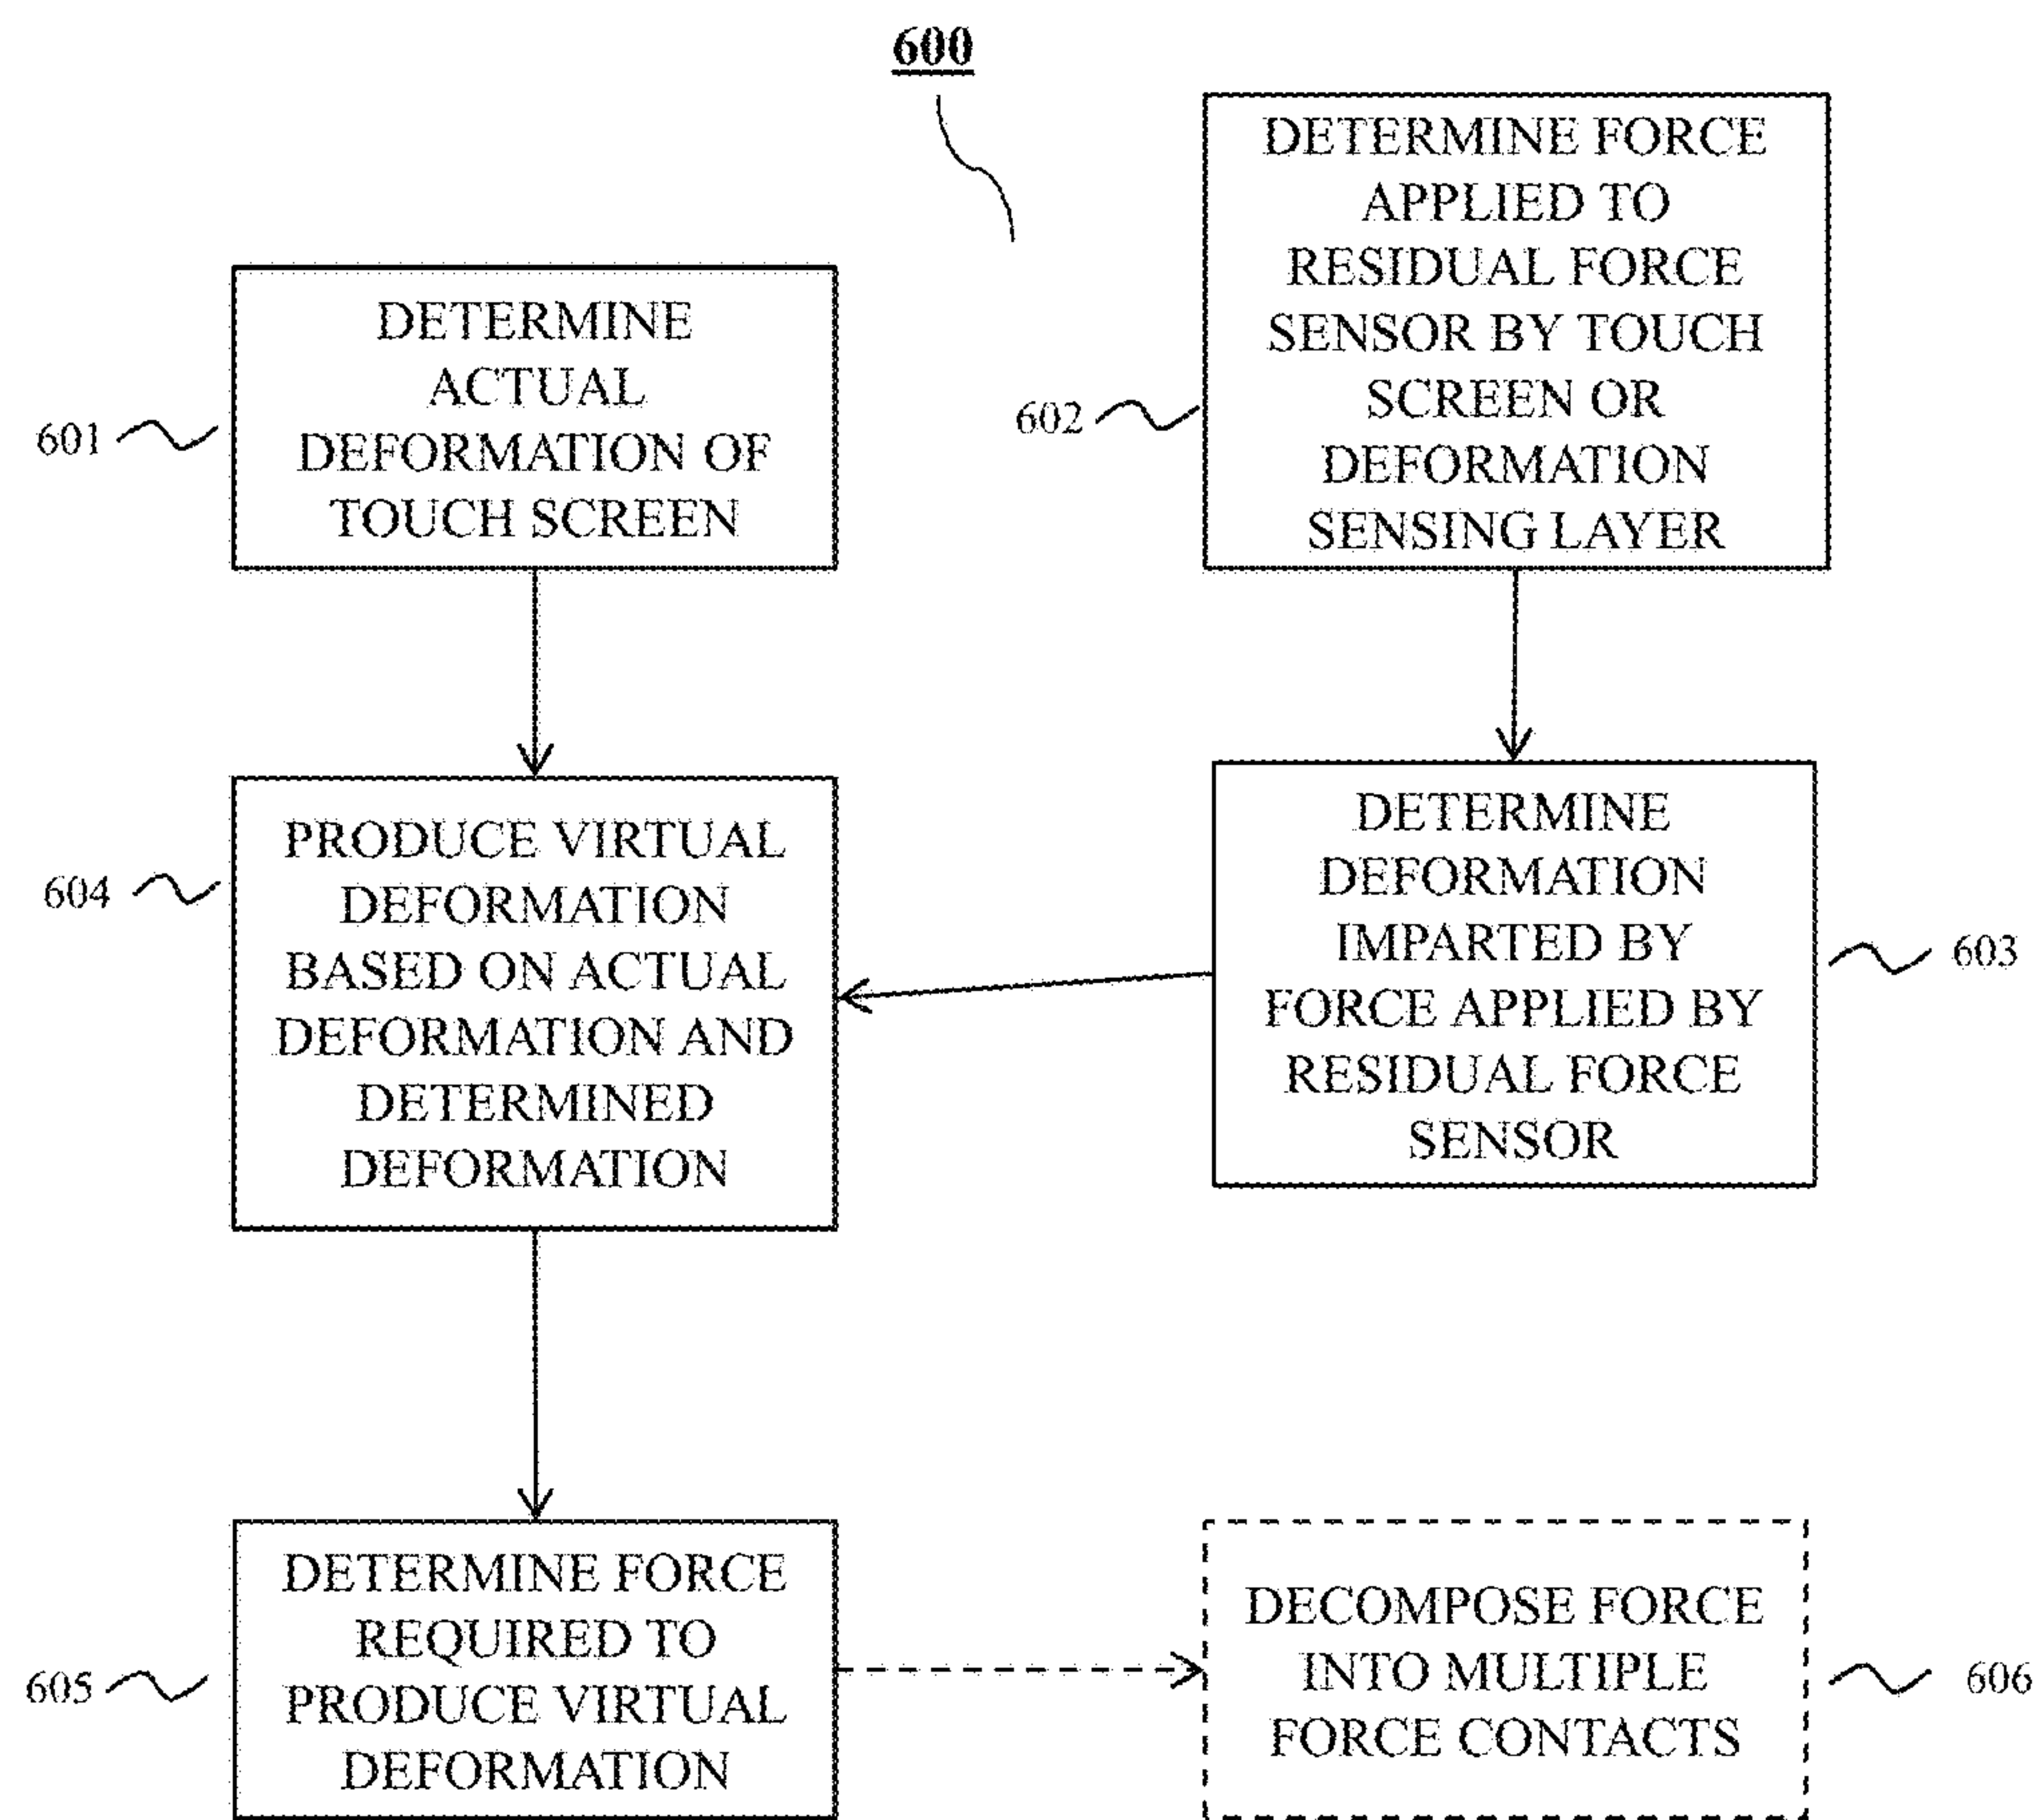 600
DETERMINE
ACTUAL
DEFORMATION OF
TOUCH SCREEN
601
DETERMINE FORCE
APPLIED TO
RESIDUAL FORCE
SENSOR BY TOUCH
SCREEN OR
DEFORMATION
SENSING LAYER
602
DETERMINE
DEFORMATION
IMPARTED BY
FORCE APPLIED BY
RESIDUAL FORCE
SENSOR
603
PRODUCE VIRTUAL
DEFORMATION
BASED ON ACTUAL
DEFORMATION AND
DETERMINED
DEFORMATION
604
DETERMINE FORCE
REQUIRED TO
PRODUCE VIRTUAL
DEFORMATION
605
DECOMPOSE FORCE
INTO MULTIPLE
FORCE CONTACTS
606